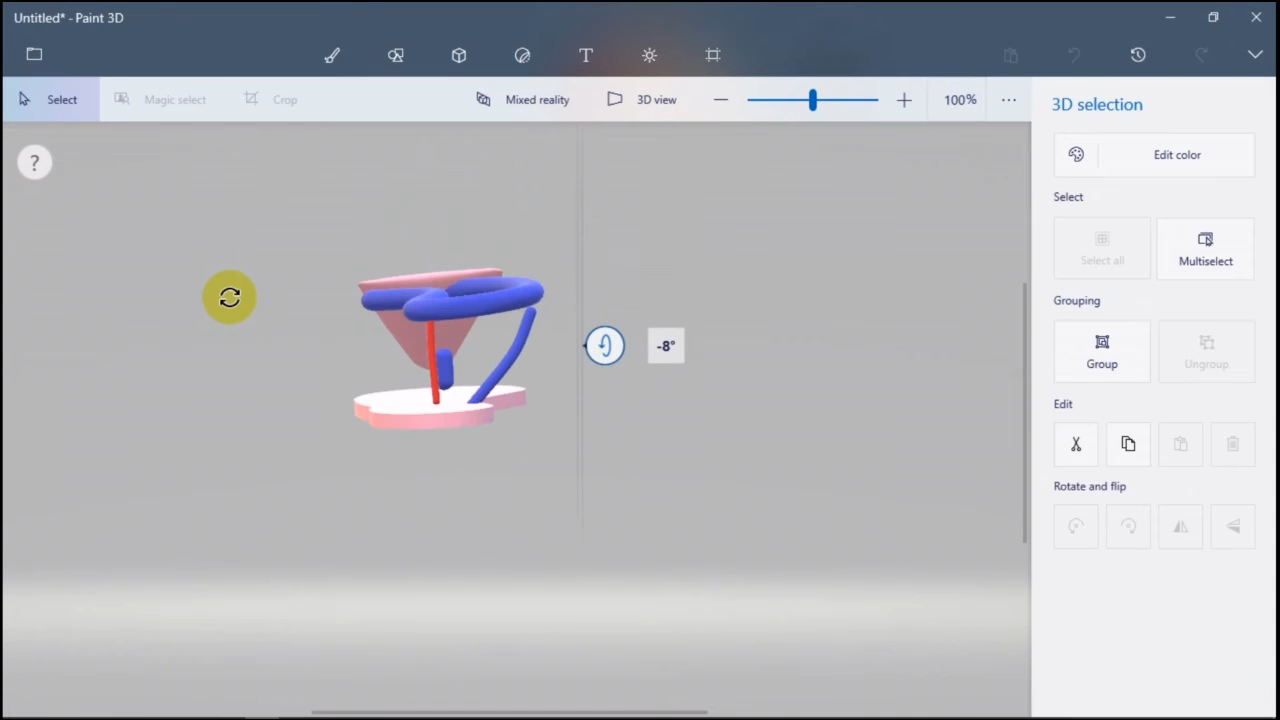 Untitled* - Paint 3D
T
Select
Magic select
Crop
Mixed reality
3D view
100%
3D selection
?
Edit color
Select
Select all
Multiselect
Grouping
-8°
Group
Ungroup
Edit
Rotate and flip